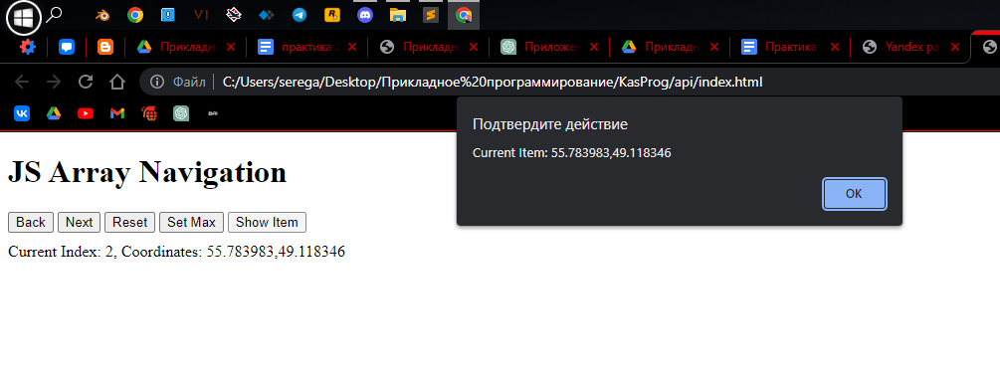 Прикладн
практика
Прикладн
Приложен
Прикладн
Практика
Yandex pa
Файл C:/Users/serega/Desktop/Прикладное%20программирование/KasProg/api/index.html
Подтвердите действие
Current Item: 55.783983,49.118346
OK
JS Array Navigation
Back Next Reset Set Max Show Item
Current Index: 2, Coordinates: 55.783983,49.118346